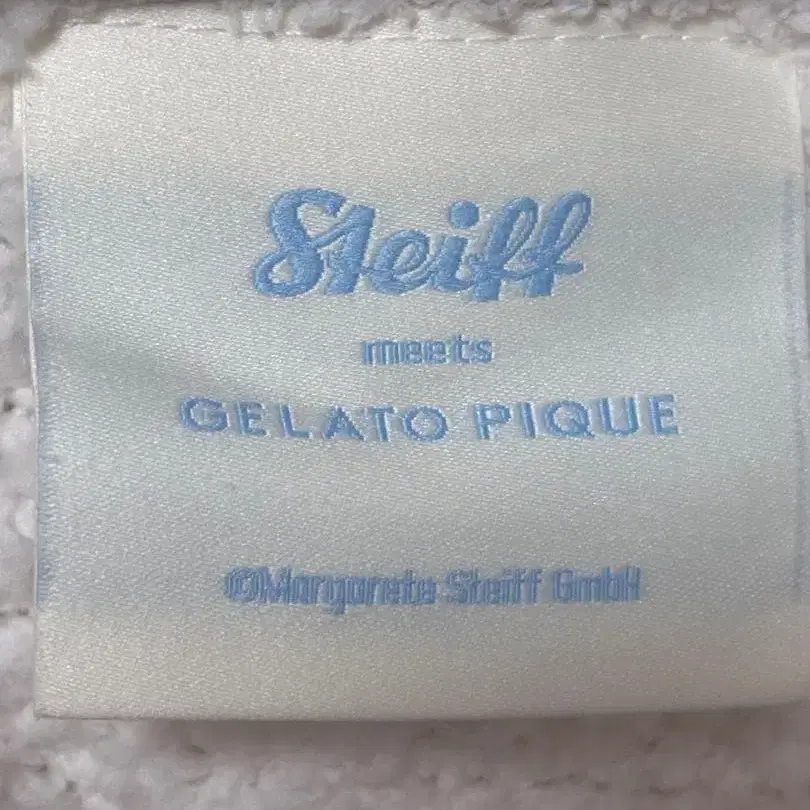 Steiff
meets
GELATO PIQUE
©Margarete Steiff GmbH